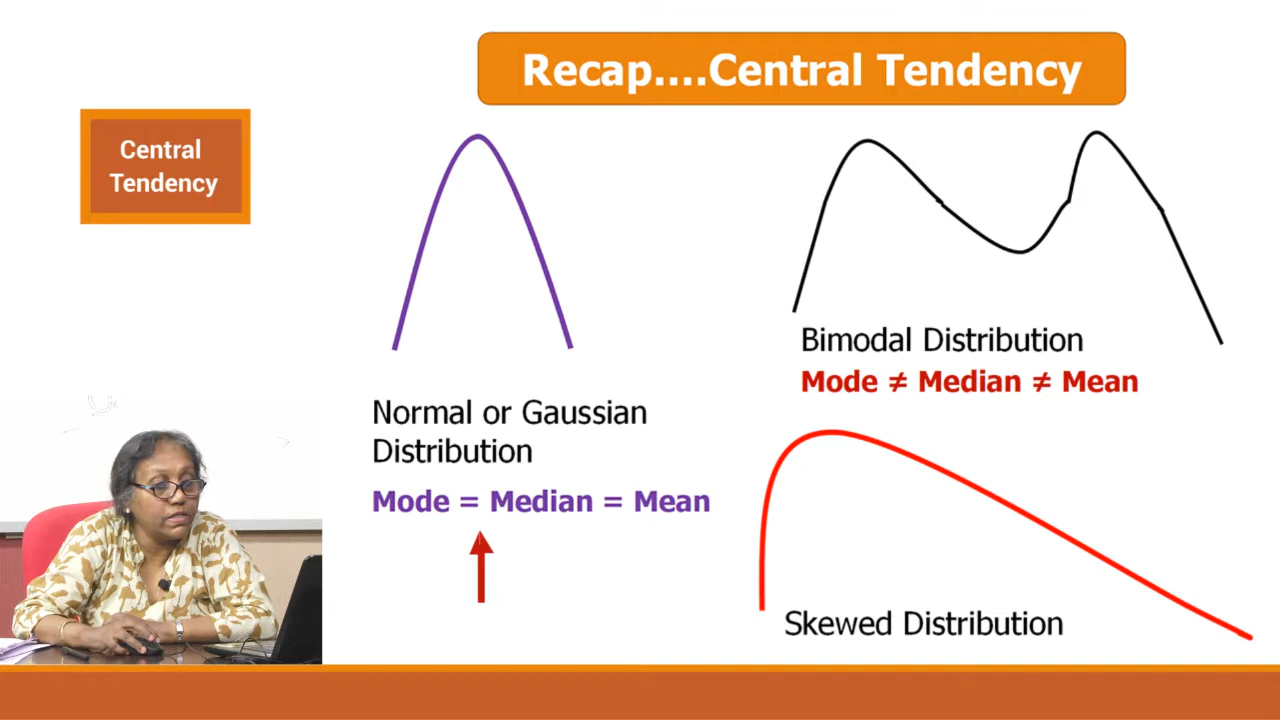 Recap....Central Tendency
Central
Tendency
Normal or Gaussian
Distribution
Mode = Median = Mean
Bimodal Distribution
Mode ≠ Median ≠ Mean
Skewed Distribution